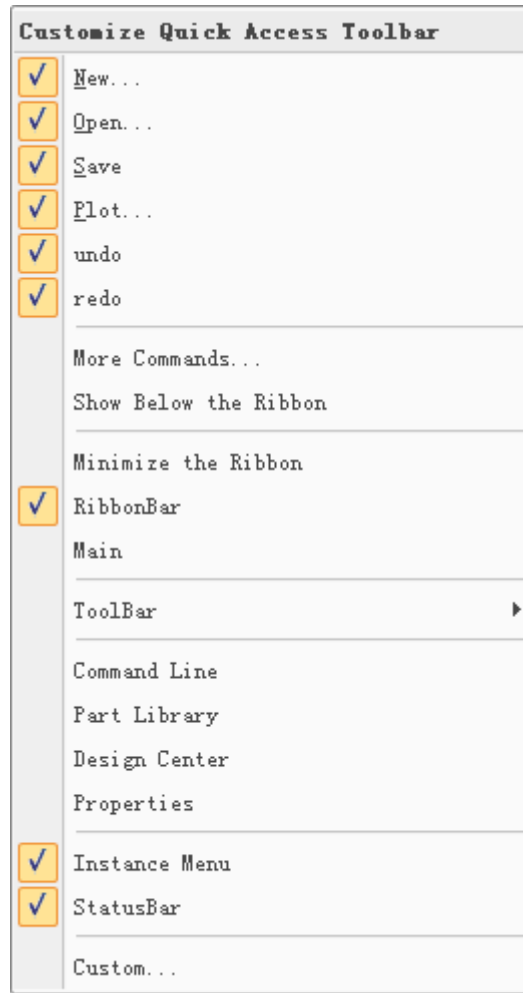 Customize Quick Access Toolbar
New...
Open...
Save
Plot...
undo
redo
More Commands...
Show Below the Ribbon
Minimize the Ribbon
RibbonBar
Main
ToolBar
Command Line
Part Library
Design Center
Properties
Instance Menu
StatusBar
Custom...